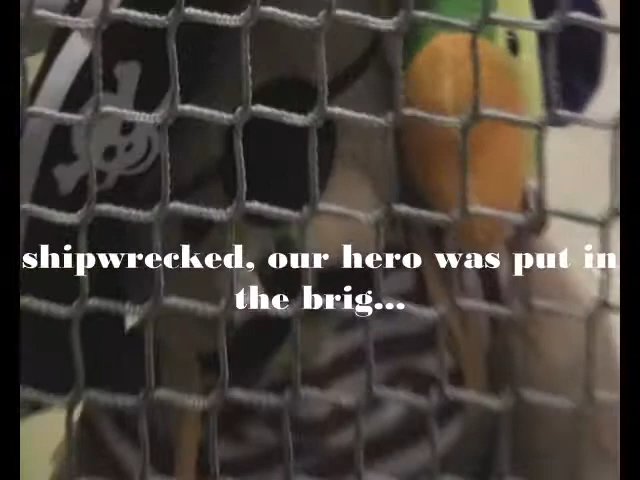 shipwrecked, our hero was put in
the brig...